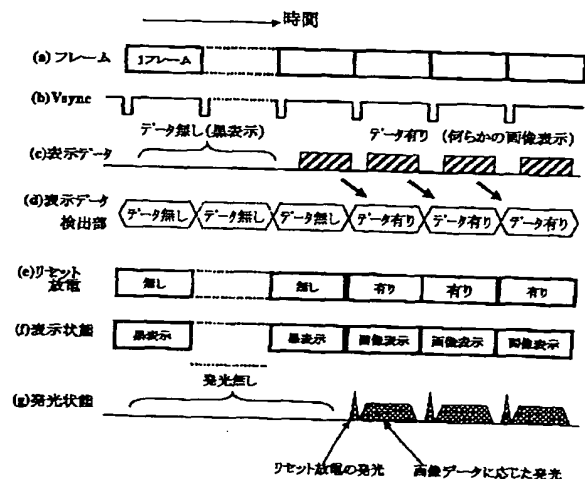 時間
(a)フレーム
1フレーム
(b)Vsync
データ無し(黒表示)
データ有り (何らかの画像表示)
(c)表示データ
(d)表示データ
検出部
データ無し データ無し データ無し データ有り データ有り データ有り
(e)リセット
放電
無し 無し 有り 有り 有り
(f)表示状態
黒表示 黒表示 画像表示 画像表示 画像表示
発光無し
(g)発光状態
リセット放電の発光 画像データに応じた発光